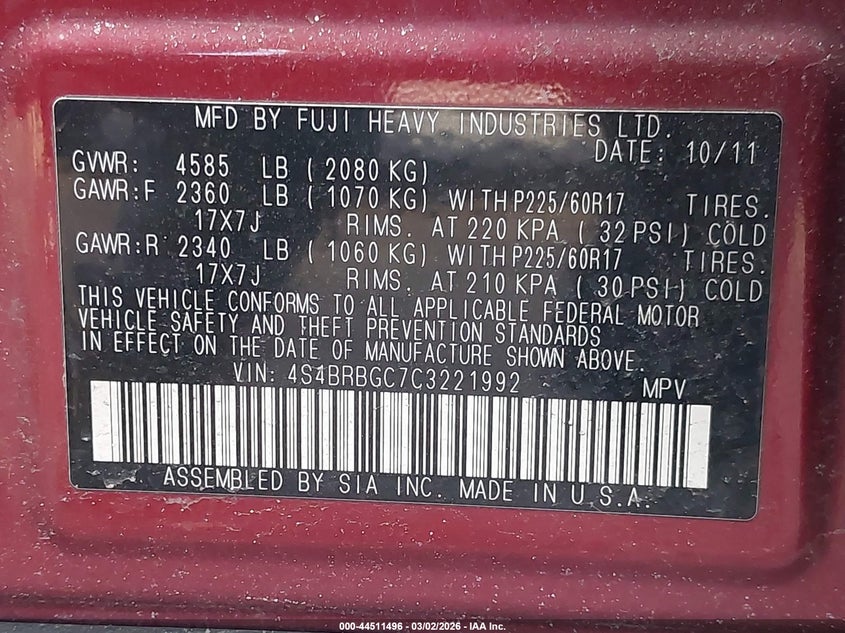 MFD BY FUJI HEAVY INDUSTRIES LTD.
DATE: 10/11
GVWR: 4585 LB ( 2080 KG)
GAWR:F 2360 LB ( 1070 KG) WITH P225/60R17 TIRES.
17X7J RIMS. AT 220 KPA ( 32 PSI) COLD
GAWR:R 2340 LB ( 1060 KG) WITH P225/60R17 TIRES.
17X7J RIMS. AT 210 KPA ( 30 PSI) COLD
THIS VEHICLE CONFORMS TO ALL APPLICABLE FEDERAL MOTOR
VEHICLE SAFETY AND THEFT PREVENTION STANDARDS
IN EFFECT ON THE DATE OF MANUFACTURE SHOWN ABOVE.
VIN: 4S4BRBGC7C3221992 MPV
ASSEMBLED BY SIA INC. MADE IN U.S.A.
000-44511496 - 03/02/2026 - IAA Inc.